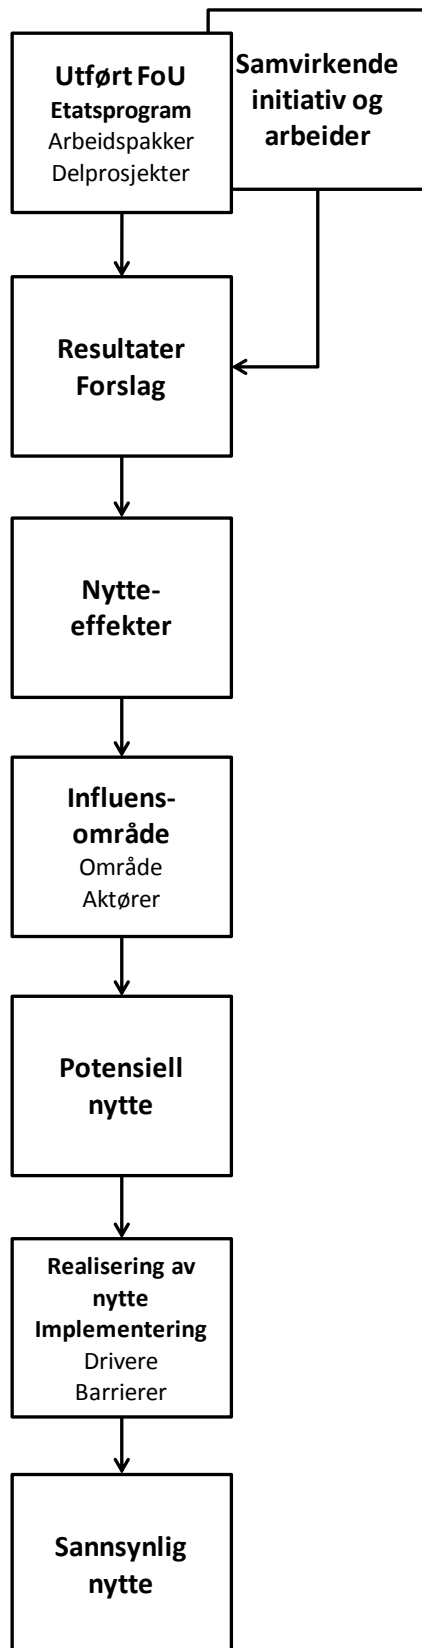 Utført FoU
Etatsprogram
Arbeidspakker
Delprosjekter
Samvirkende
initiativ og
arbeider
Resultater
Forslag
Nytte-
effekter
Influens-
område
Område
Aktører
Potensiell
nytte
Realisering av
nytte
Implementering
Drivere
Barrierer
Sannsynlig
nytte